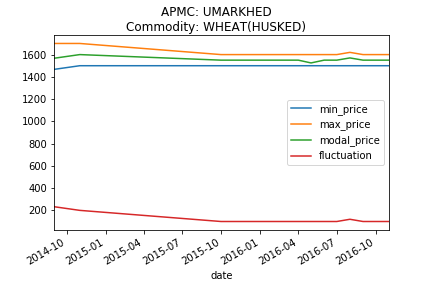 APMC: UMARKHED
Commodity: WHEAT(HUSKED)
1600
1400
1200
1000
800
600
400
200
min_price
max_price
modal_price
fluctuation
2014-10
2015-01
2015-04
2015-07
2015-10
2016-01
2016-04
2016-07
2016-10
date